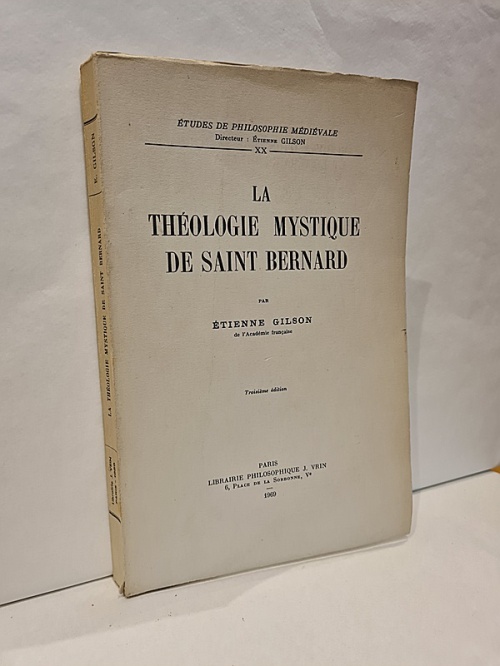 ÉTUDES DE PHILOSOPHIE MÉDIÉVALE
Directeur : ÉTIENNE GILSON
XX
LA
THÉOLOGIE MYSTIQUE
DE SAINT BERNARD
PAR
ÉTIENNE GILSON
de l'Académie française
Troisième édition
PARIS
LIBRAIRIE PHILOSOPHIQUE J. VRIN
6, PLACE DE LA SORBONNE, Ve
1969
E. GILSON
LA THÉOLOGIE MYSTIQUE DE SAINT BERNARD